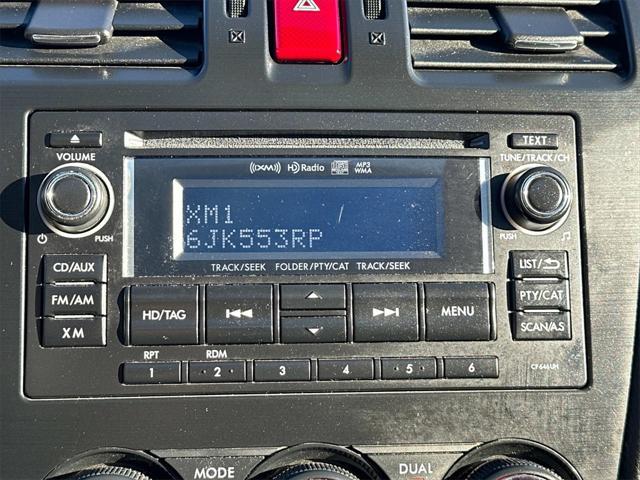 TEXT
VOLUME
((XM)) HD Radio MP3 WMA
TUNE/TRACK/CH
XM1
6JK553RP
PUSH
PUSH
TRACK/SEEK FOLDER/PTY/CAT TRACK/SEEK
CD/AUX
LIST/
FM/AM
HD/TAG
MENU
PTY/CAT
XM
SCAN/A.S
RPT RDM
1 2 3 4 5 6
CF646UH
MODE
DUAL